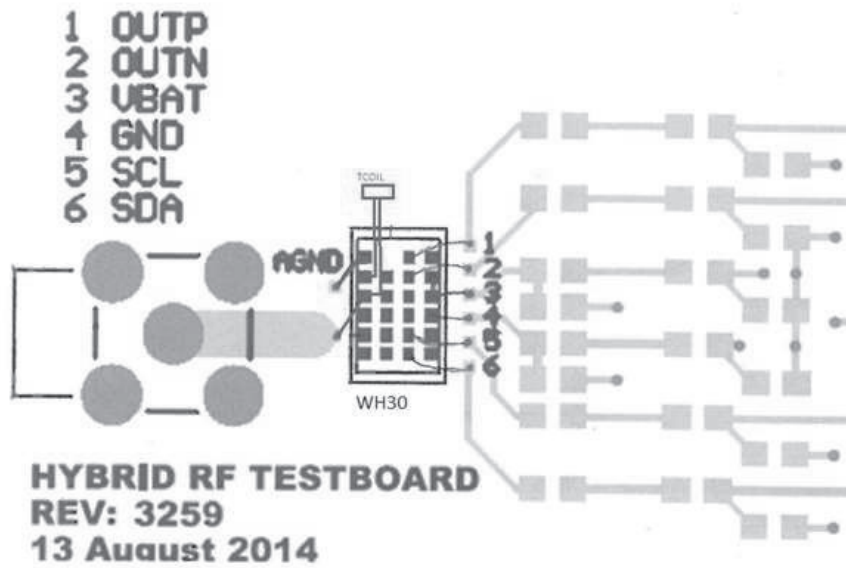 1 OUTP
2 OUTN
3 VBAT
4 GND
5 SCL
6 SDA
TCOIL
AGND
1
2
3
4
5
6
WH30
HYBRID RF TESTBOARD
REV: 3259
13 August 2014